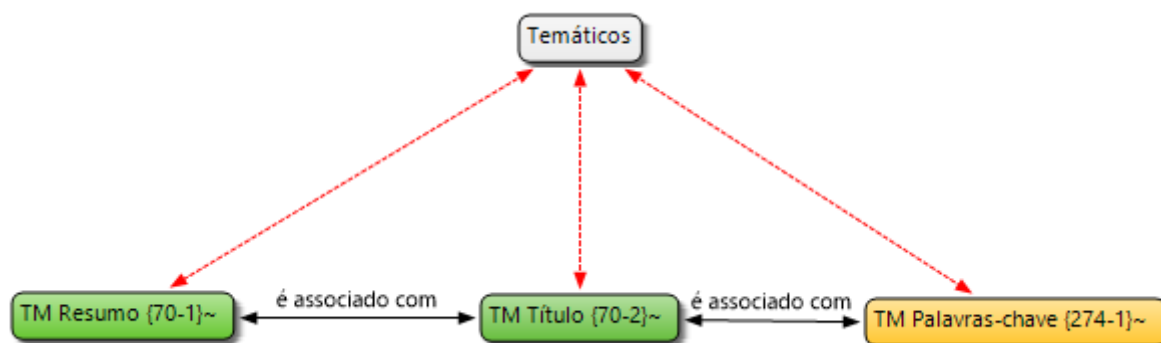 Temáticos
é associado com
é associado com
TM Resumo {70-1}~
TM Título {70-2}~
TM Palavras-chave {274-1}~